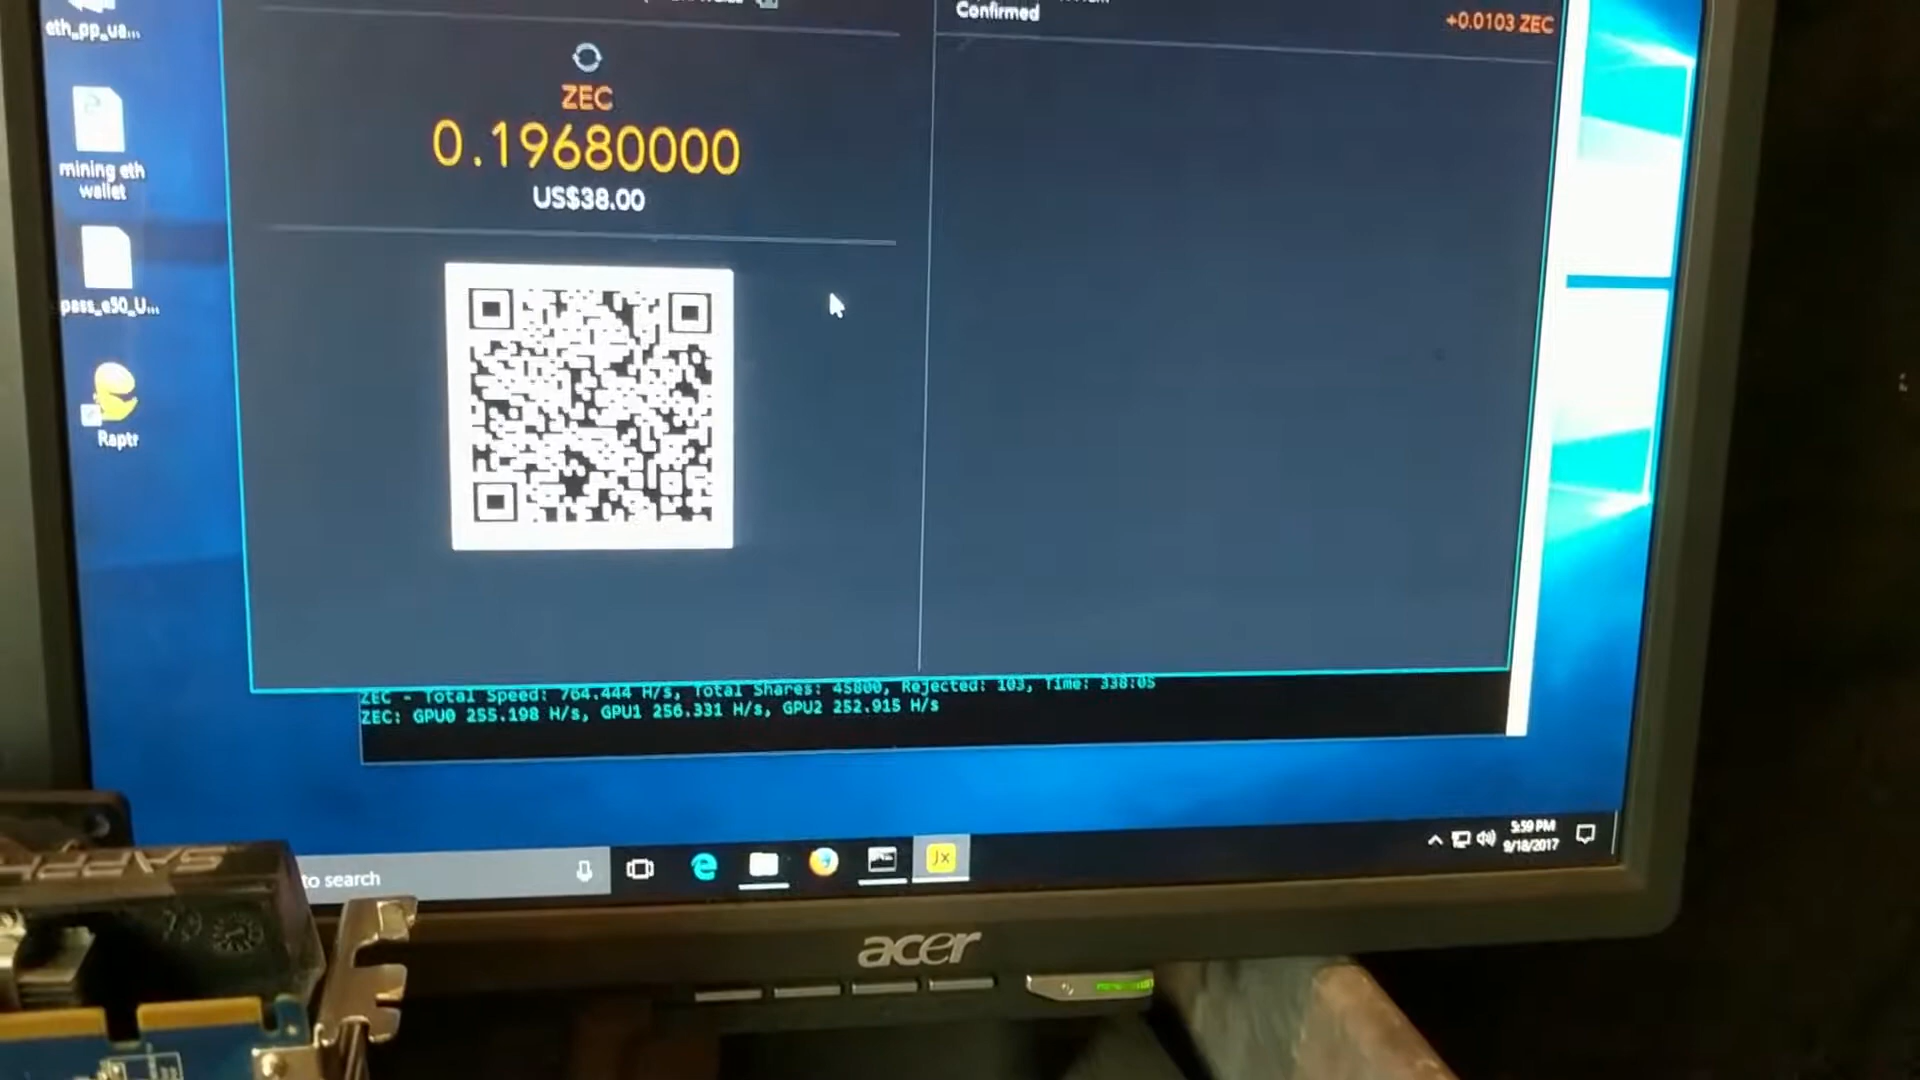 eth_pp_ua...
Confirmed
+0.0103 ZEC
ZEC
0.19680000
US$38.00
mining eth
wallet
pass_e30_U...
Raptr
ZEC - Total Speed: 764.444 H/s, Total Shares: 45800, Rejected: 103, Time: 338:05
ZEC: GPU0 255.198 H/s, GPU1 256.331 H/s, GPU2 252.915 H/s
to search
Jx
5:59 PM
9/18/2017
acer